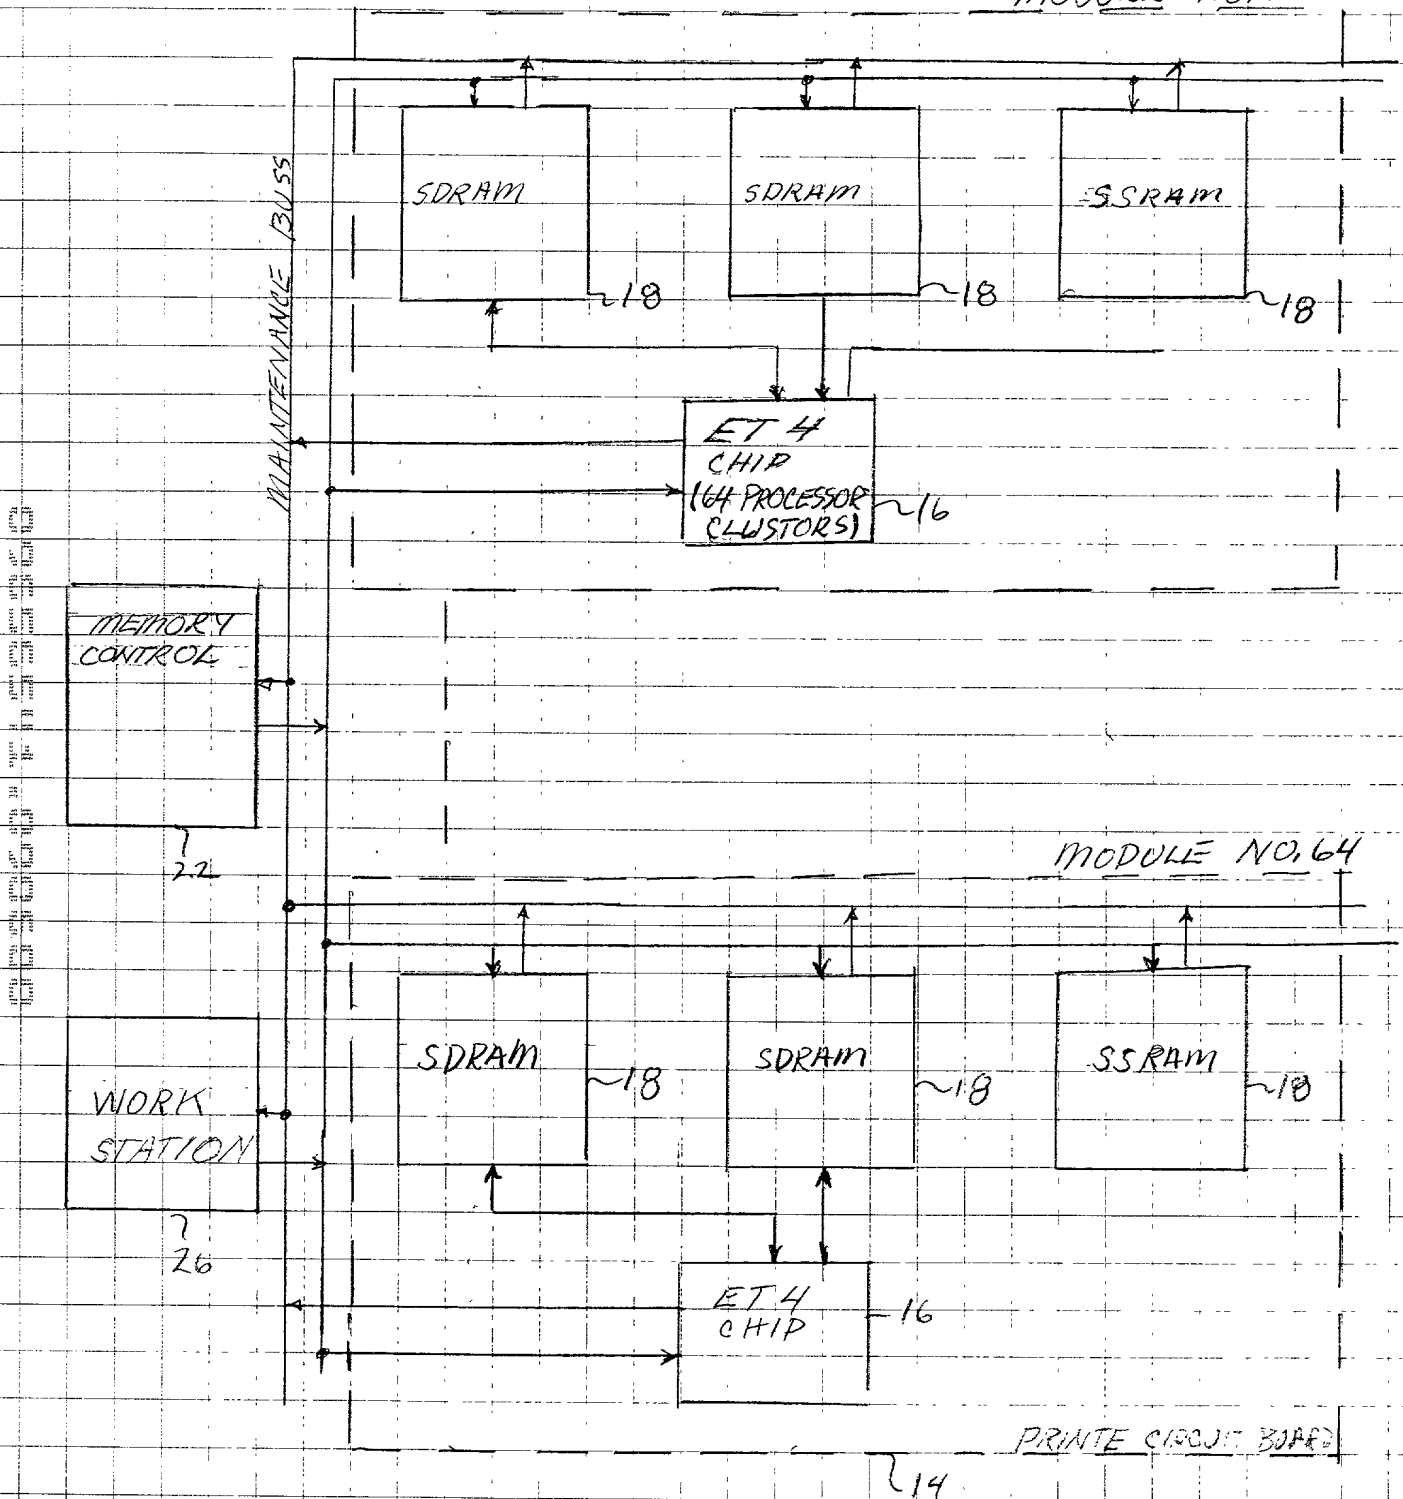 MAINTENIANCE BUSS
SDRAM
SDRAM
SSRAM
18
18
18
ET 4
CHIP
(64 PROCESSOR
CLUSTORS)
16
MEMORY
CONTROL
22
MODULE NO. 64
SDRAM
SDRAM
SSRAM
18
18
18
WORK
STATION
26
ET 4
CHIP
16
PRINTE CIRCUIT BOARD
14